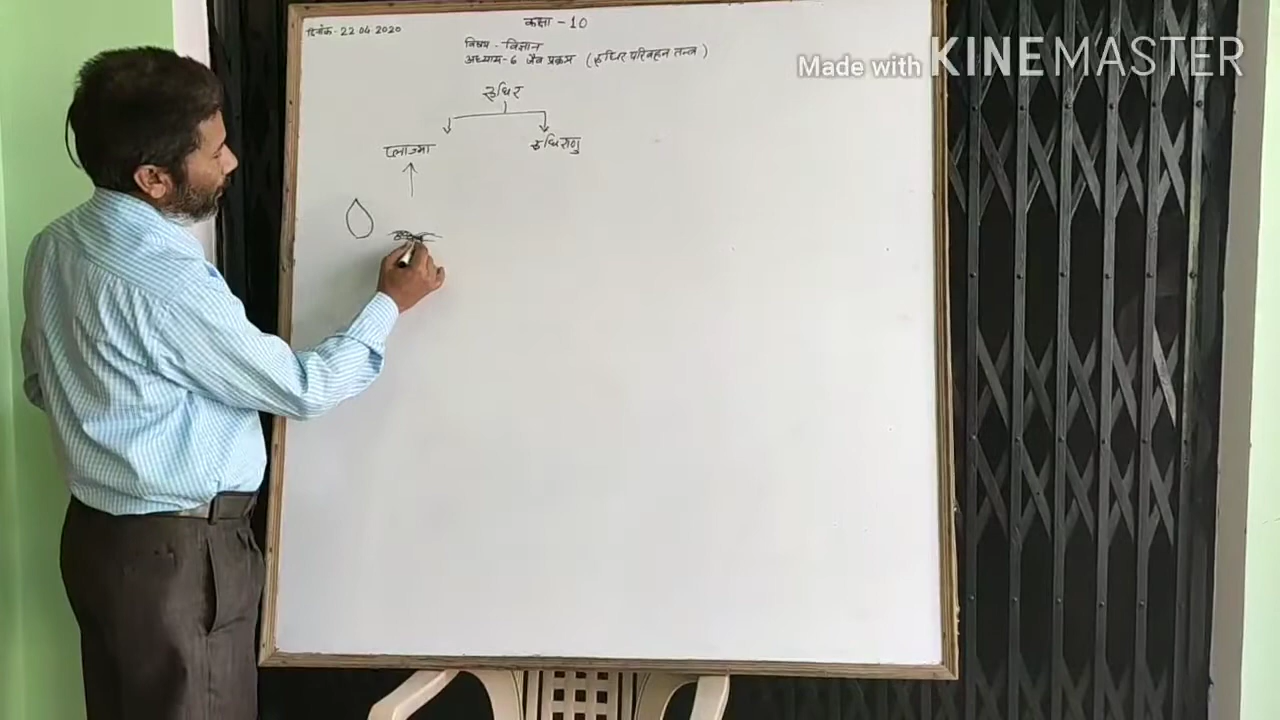 दिनांक-22 04 2020
कक्षा - 10
विषय - विज्ञान
अध्याय-6 जैव प्रक्रम (रूधिर परिवहन तन्त्र)
Made with KINEMASTER
रूधिर
प्लाज्मा
रूधिराणु